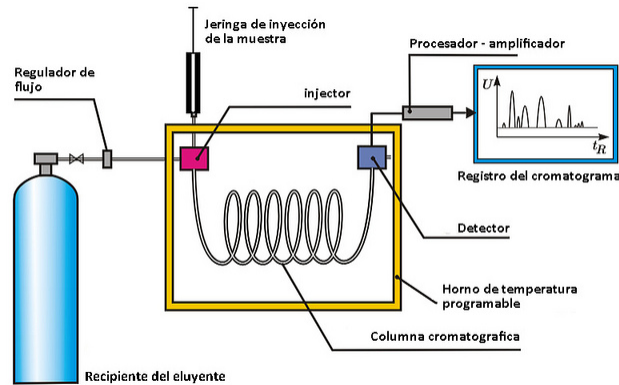 Jeringa de inyección
de la muestra
Procesador - amplificador
Regulador de
flujo
injector
U
t_R
Registro del cromatograma
Detector
Horno de temperatura
programable
Columna cromatografica
Recipiente del eluyente